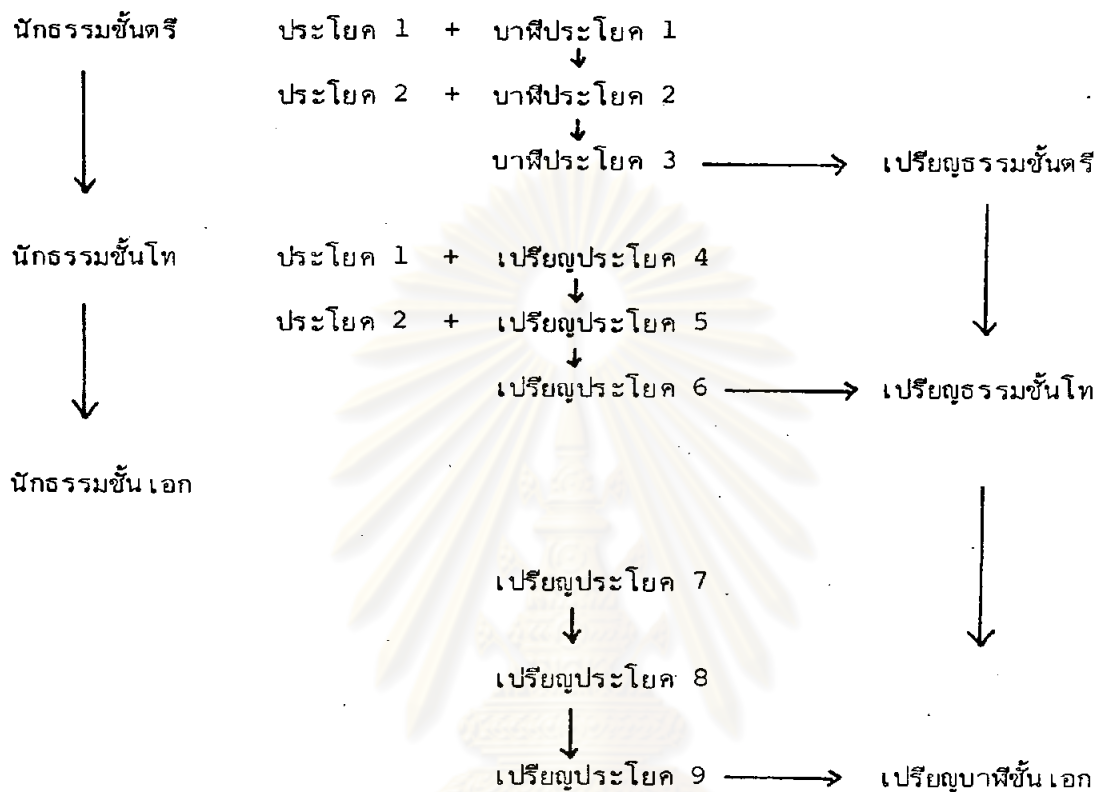 นักธรรมชั้นตรี ประโยค 1 + บาฬีประโยค 1
ประโยค 2 + บาฬีประโยค 2
บาฬีประโยค 3 เปรียญธรรมชั้นตรี
นักธรรมชั้นโท ประโยค 1 + เปรียญประโยค 4
ประโยค 2 + เปรียญประโยค 5
เปรียญประโยค 6 เปรียญธรรมชั้นโท
นักธรรมชั้นเอก
เปรียญประโยค 7
เปรียญประโยค 8
เปรียญประโยค 9 เปรียญบาฬีชั้นเอก